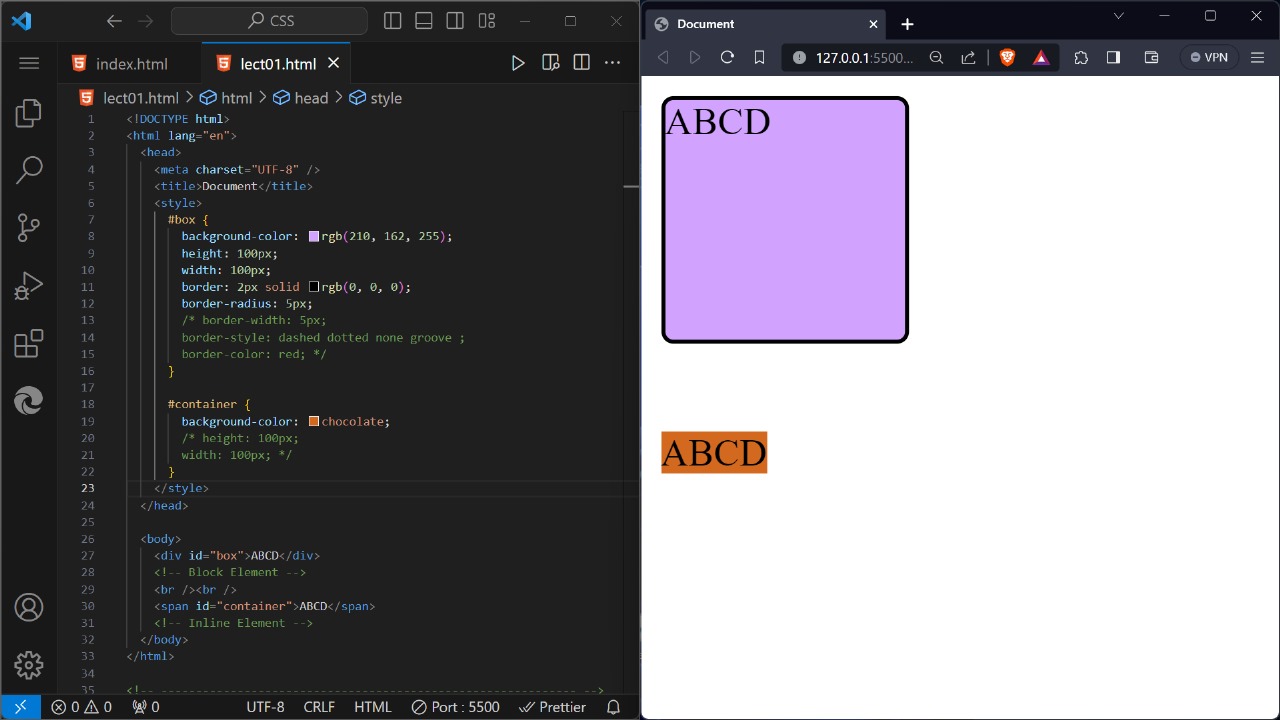 CSS
index.html
lect01.html
lect01.html > html > head > style
1 <!DOCTYPE html>
2 <html lang="en">
3 <head>
4 <meta charset="UTF-8" />
5 <title>Document</title>
6 <style>
7 #box {
8 background-color: rgb(210, 162, 255);
9 height: 100px;
10 width: 100px;
11 border: 2px solid rgb(0, 0, 0);
12 border-radius: 5px;
13 /* border-width: 5px;
14 border-style: dashed dotted none groove ;
15 border-color: red; */
16 }
17
18 #container {
19 background-color: chocolate;
20 /* height: 100px;
21 width: 100px; */
22 }
23 </style>
24 </head>
25
26 <body>
27 <div id="box">ABCD</div>
28 <!-- Block Element -->
29 <br /><br />
30 <span id="container">ABCD</span>
31 <!-- Inline Element -->
32 </body>
33 </html>
34
35 <!-- ------------------------------------------------------------ -->
0 0 0 UTF-8 CRLF HTML Port : 5500 Prettier
Document
127.0.0.1:5500... VPN
ABCD
ABCD